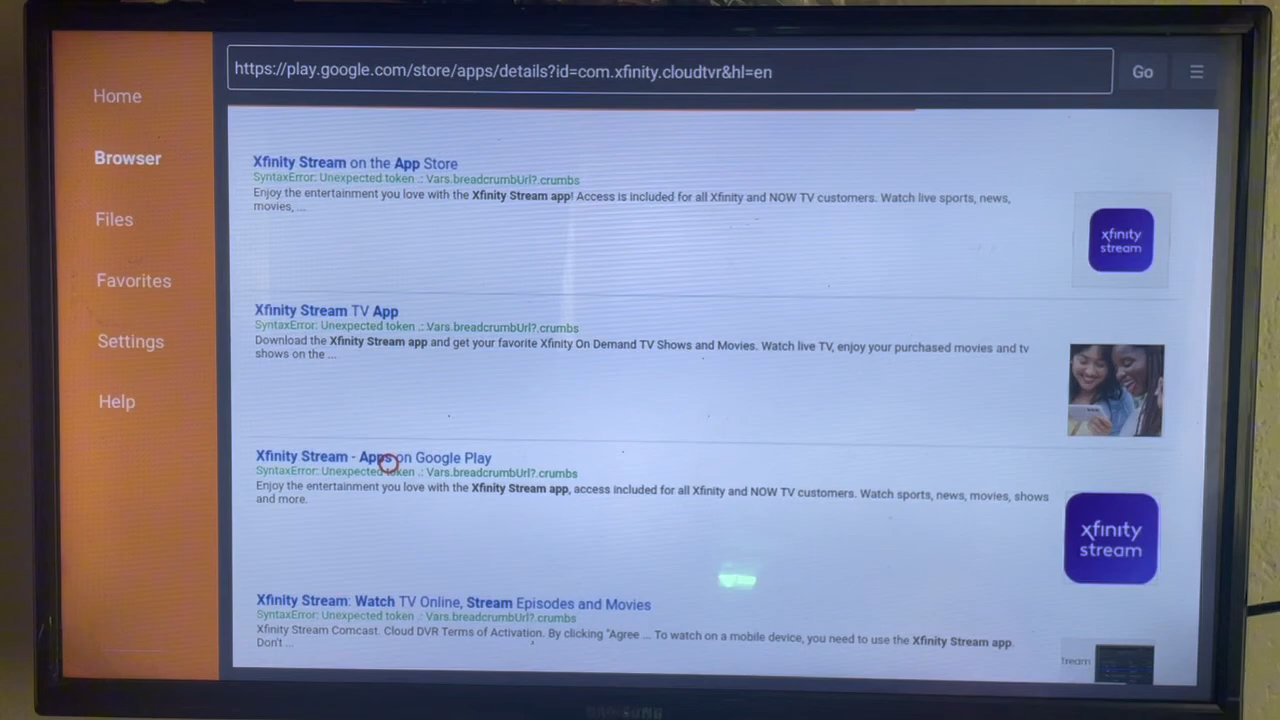 https://play.google.com/store/apps/details?id=com.xfinity.cloudtvr&hl=en
Go
Home
Browser
Files
Favorites
Settings
Help
Xfinity Stream on the App Store
SyntaxError: Unexpected token .: Vars.breadcrumbUrl?.crumbs
Enjoy the entertainment you love with the Xfinity Stream app! Access is included for all Xfinity and NOW TV customers. Watch live sports, news,
movies, ...
xfinity
stream
Xfinity Stream TV App
SyntaxError: Unexpected token .: Vars.breadcrumbUrl?.crumbs
Download the Xfinity Stream app and get your favorite Xfinity On Demand TV Shows and Movies. Watch live TV, enjoy your purchased movies and tv
shows on the ...
Xfinity Stream - Apps on Google Play
SyntaxError: Unexpected token .: Vars.breadcrumbUrl?.crumbs
Enjoy the entertainment you love with the Xfinity Stream app, access included for all Xfinity and NOW TV customers. Watch sports, news, movies, shows
and more.
xfinity
stream
Xfinity Stream: Watch TV Online, Stream Episodes and Movies
SyntaxError: Unexpected token .: Vars.breadcrumbUrl?.crumbs
Xfinity Stream Comcast. Cloud DVR Terms of Activation. By clicking "Agree ... To watch on a mobile device, you need to use the Xfinity Stream app.
Don't ...
tream